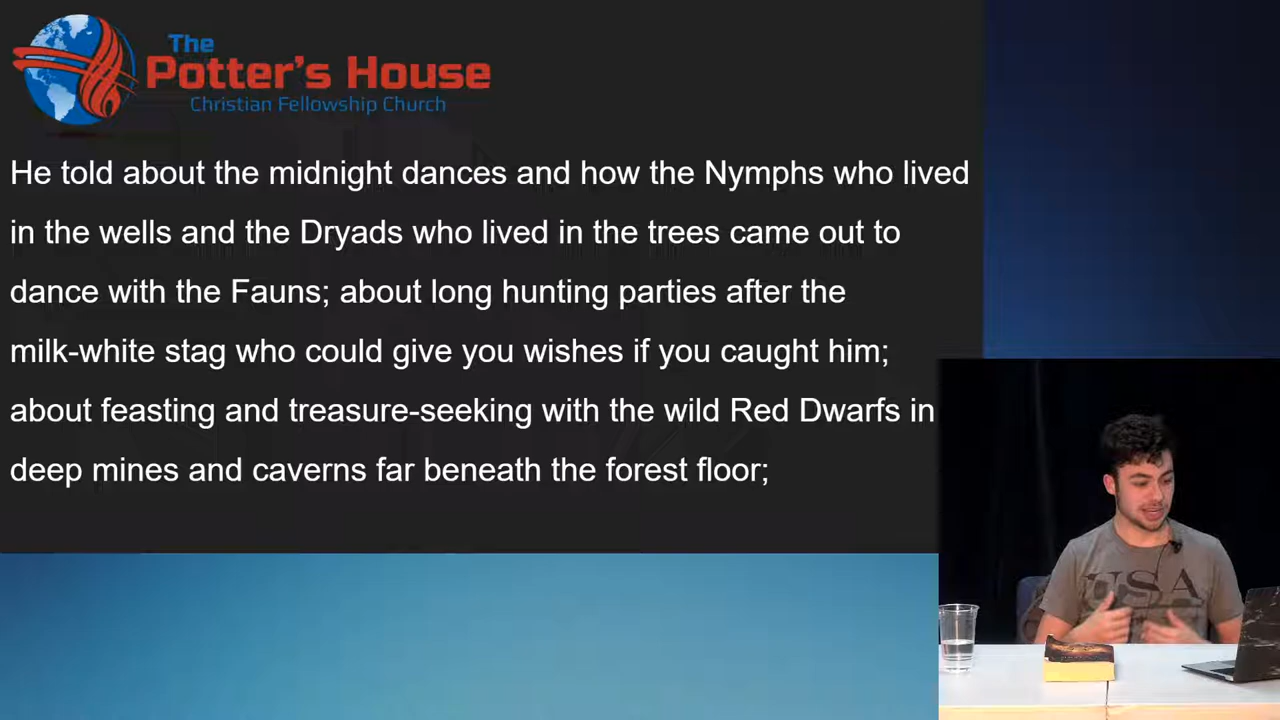 The
Potter's House
Christian Fellowship Church
He told about the midnight dances and how the Nymphs who lived
in the wells and the Dryads who lived in the trees came out to
dance with the Fauns; about long hunting parties after the
milk-white stag who could give you wishes if you caught him;
about feasting and treasure-seeking with the wild Red Dwarfs in
deep mines and caverns far beneath the forest floor;
USA